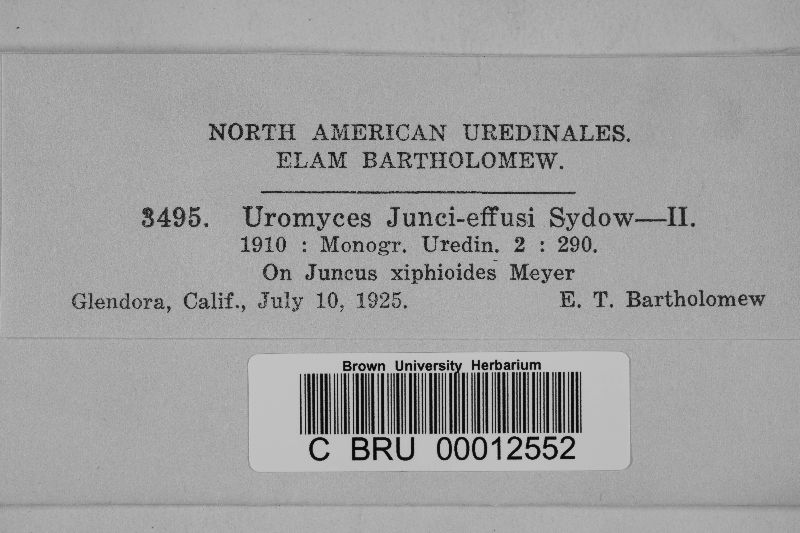 NORTH AMERICAN UREDINALES.
ELAM BARTHOLOMEW.
3495. Uromyces Junci-effusi Sydow—II.
1910 : Monogr. Uredin. 2 : 290.
On Juncus xiphioides Meyer
Glendora, Calif., July 10, 1925. E. T. Bartholomew
Brown University Herbarium
C BRU 00012552